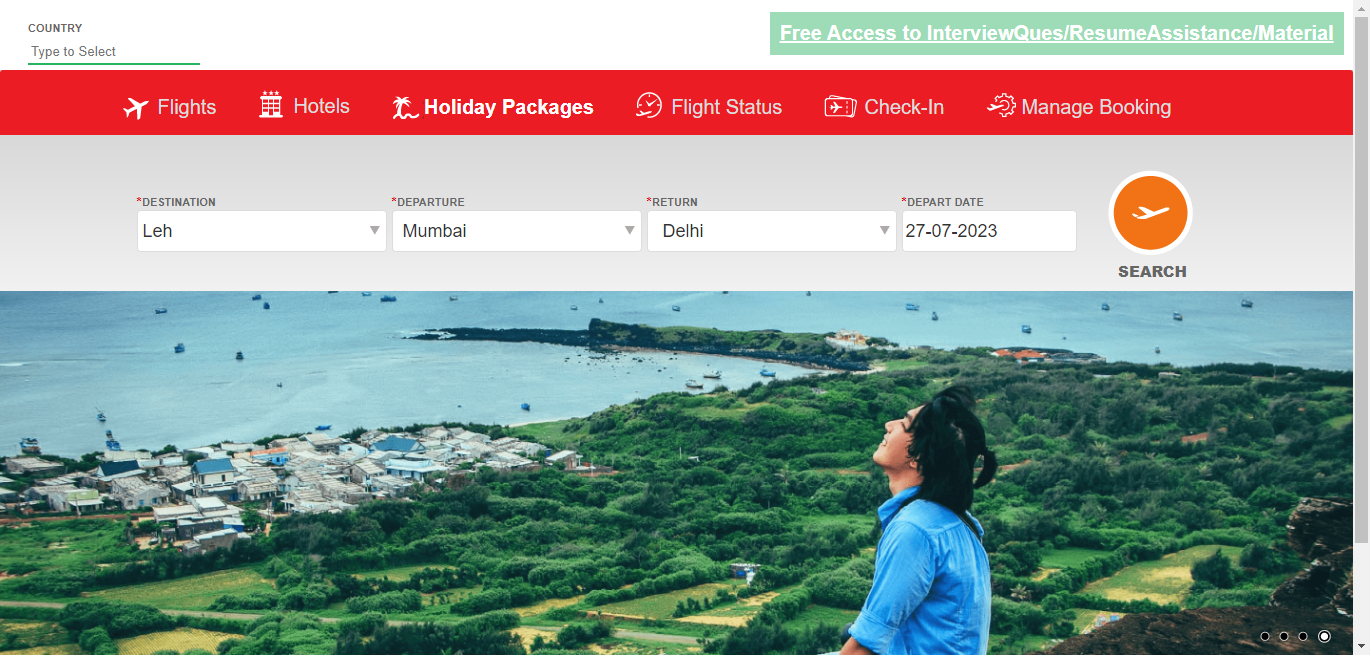 COUNTRY
Type to Select
Free Access to InterviewQues/ResumeAssistance/Material
Flights Hotels Holiday Packages Flight Status Check-In Manage Booking
*DESTINATION *DEPARTURE *RETURN *DEPART DATE
Leh Mumbai Delhi 27-07-2023
SEARCH